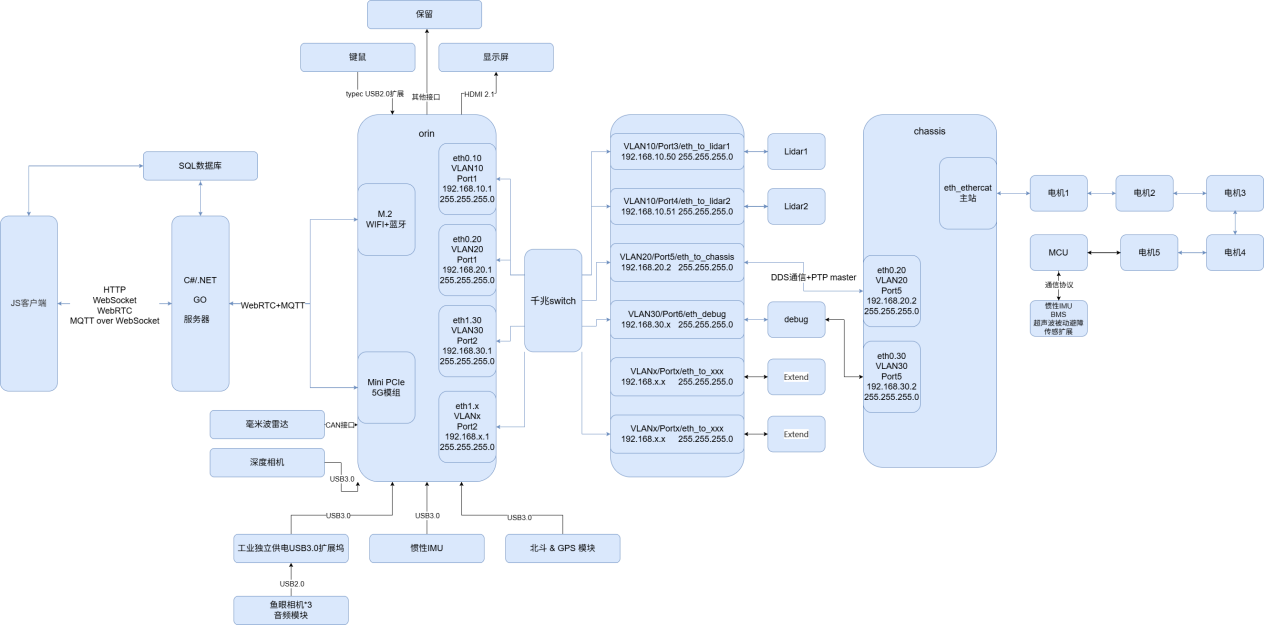 保留
键鼠
显示屏
typec USB2.0扩展
其他接口
HDMI 2.1
SQL数据库
JS客户端
HTTP
WebSocket
WebRTC
MQTT over WebSocket
C#/.NET
GO
服务器
WebRTC+MQTT
orin
M.2
WIFI+蓝牙
Mini PCIe
5G模组
eth0.10
VLAN10
Port1
192.168.10.1
255.255.255.0
eth0.20
VLAN20
Port1
192.168.20.1
255.255.255.0
eth1.30
VLAN30
Port2
192.168.30.1
255.255.255.0
eth1.x
VLANx
Port2
192.168.x.1
255.255.255.0
毫米波雷达
CAN接口
深度相机
USB3.0
USB3.0
USB3.0
USB3.0
工业独立供电USB3.0扩展坞
惯性IMU
北斗 & GPS 模块
USB2.0
鱼眼相机*3
音频模块
千兆switch
VLAN10/Port3/eth_to_lidar1
192.168.10.50 255.255.255.0
Lidar1
VLAN10/Port4/eth_to_lidar2
192.168.10.51 255.255.255.0
Lidar2
VLAN20/Port5/eth_to_chassis
192.168.20.2 255.255.255.0
DDS通信+PTP master
VLAN30/Port6/eth_debug
192.168.30.x 255.255.255.0
debug
VLANx/Portx/eth_to_xxx
192.168.x.x 255.255.255.0
Extend
VLANx/Portx/eth_to_xxx
192.168.x.x 255.255.255.0
Extend
chassis
eth_ethercat
主站
eth0.20
VLAN20
Port5
192.168.20.2
255.255.255.0
eth0.30
VLAN30
Port5
192.168.30.2
255.255.255.0
电机1
电机2
电机3
MCU
电机5
电机4
通信协议
惯性IMU
BMS
超声波被动避障
传感扩展